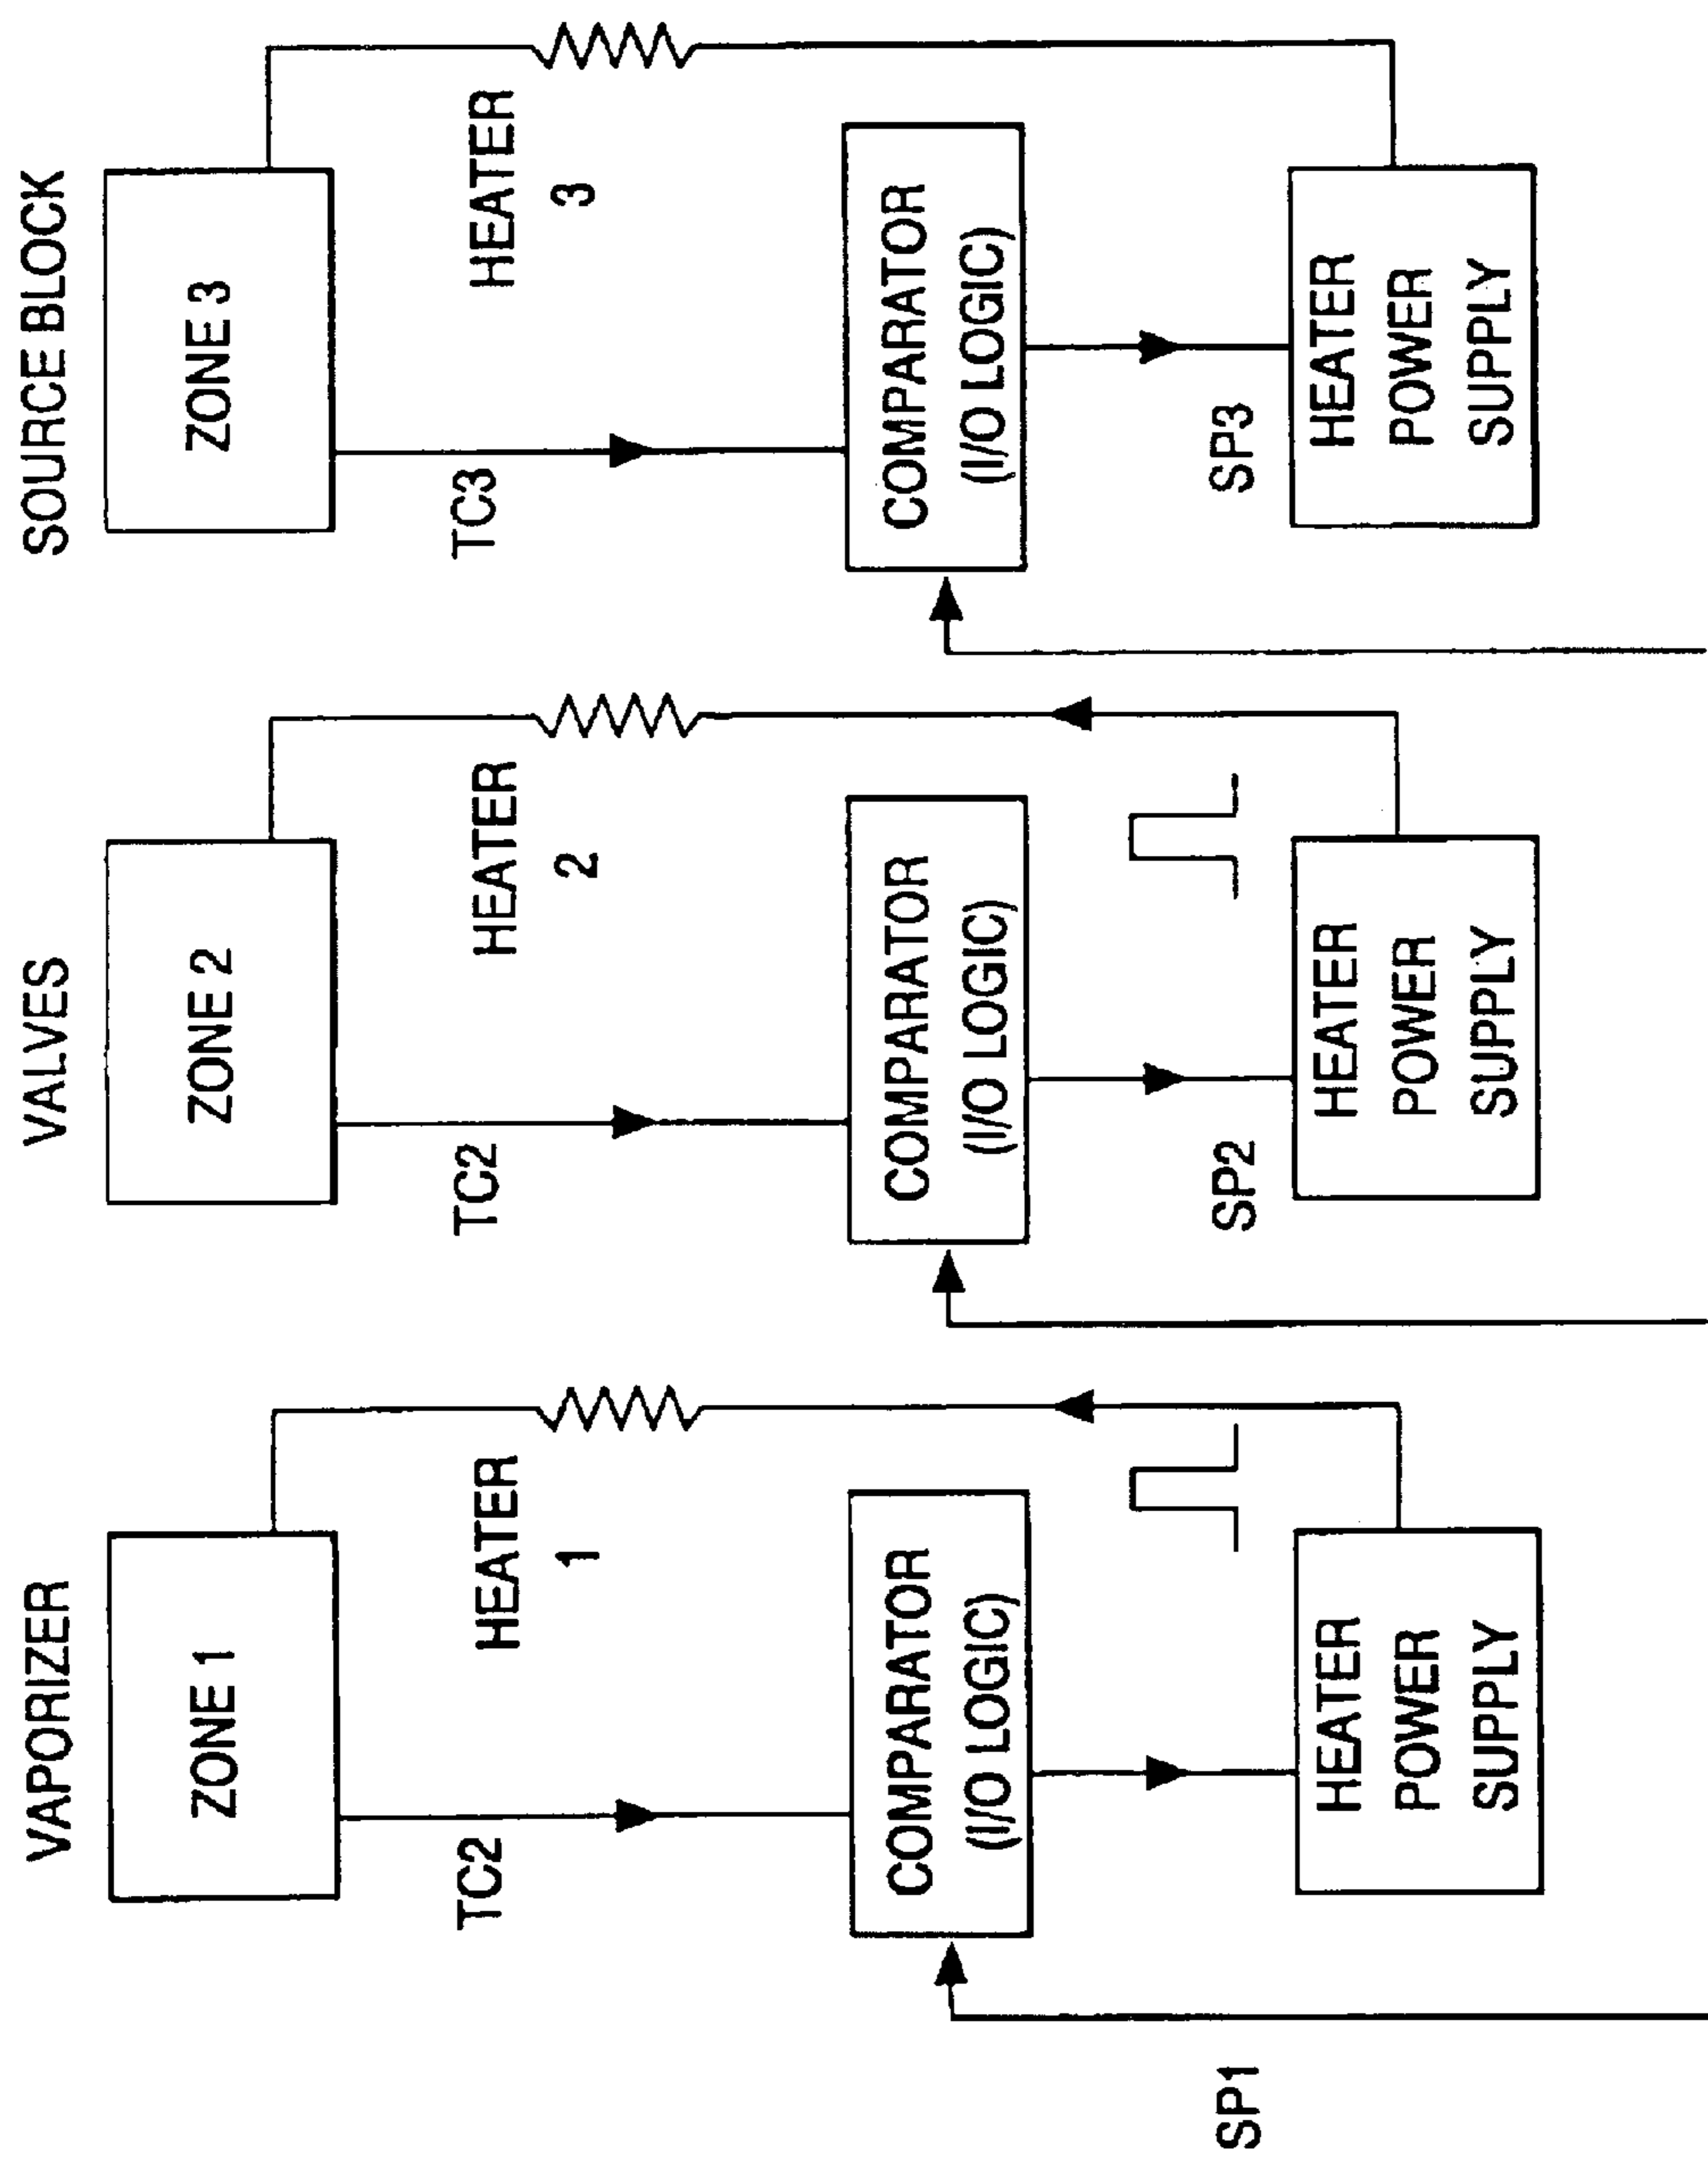 VAPORIZER
ZONE 1
TC2
HEATER
1
COMPARATOR
(I/O LOGIC)
SP1
HEATER
POWER
SUPPLY
VALVES
ZONE 2
TC2
HEATER
2
COMPARATOR
(I/O LOGIC)
SP2
HEATER
POWER
SUPPLY
SOURCE BLOCK
ZONE 3
TC3
HEATER
3
COMPARATOR
(I/O LOGIC)
SP3
HEATER
POWER
SUPPLY